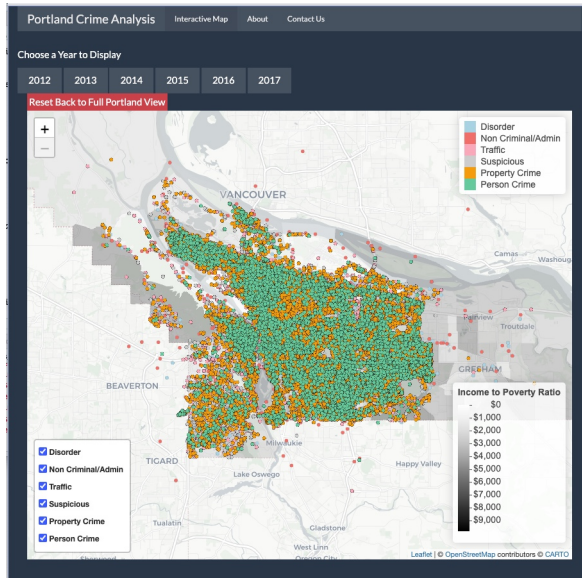 Portland Crime Analysis Interactive Map About Contact Us
Choose a Year to Display
2012 2013 2014 2015 2016 2017
Reset Back to Full Portland View
+
−
Disorder
Non Criminal/Admin
Traffic
Suspicious
Property Crime
Person Crime
VANCOUVER
Camas
Washoug
Fairview
Troutdale
GRESHAM
BEAVERTON
Income to Poverty Ratio
- $0
-$1,000
-$2,000
-$3,000
-$4,000
-$5,000
-$6,000
-$7,000
-$8,000
-$9,000
Milwaukie
Disorder
Non Criminal/Admin
Traffic
Suspicious
Property Crime
Person Crime
TIGARD
Happy Valley
Lake Oswego
Tualatin
Gladstone
West Linn
Oregon City
Sherwood
Leaflet | © OpenStreetMap contributors © CARTO